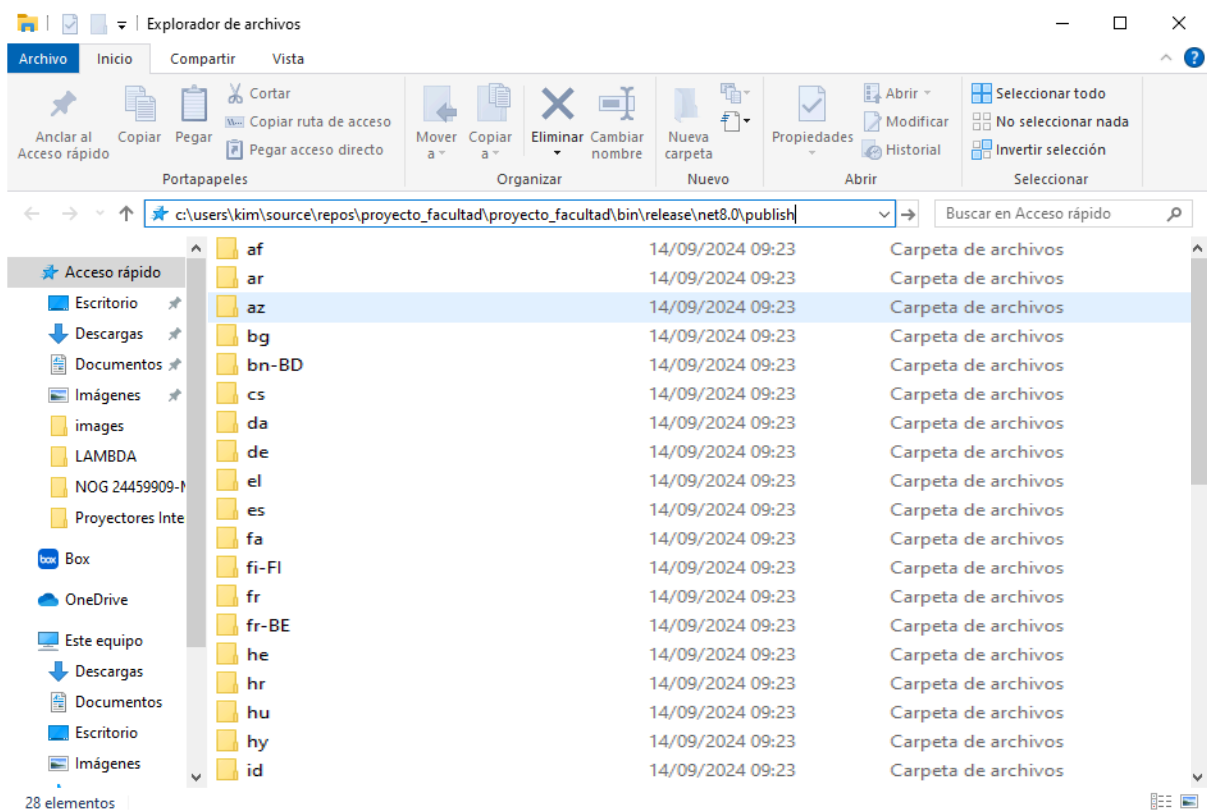 Explorador de archivos
Archivo Inicio Compartir Vista
Anclar al Acceso rápido
Copiar
Pegar
Cortar
Copiar ruta de acceso
Pegar acceso directo
Portapapeles
Mover a
Copiar a
Eliminar
Cambiar nombre
Organizar
Nueva carpeta
Nuevo
Propiedades
Abrir
Modificar
Historial
Abrir
Seleccionar todo
No seleccionar nada
Invertir selección
Seleccionar
c:\users\kim\source\repos\proyecto_facultad\proyecto_facultad\bin\release\net8.0\publish
Buscar en Acceso rápido
Acceso rápido
Escritorio
Descargas
Documentos
Imágenes
images
LAMBDA
NOG 24459909-M
Proyectores Inte
box Box
OneDrive
Este equipo
Descargas
Documentos
Escritorio
Imágenes
af 14/09/2024 09:23 Carpeta de archivos
ar 14/09/2024 09:23 Carpeta de archivos
az 14/09/2024 09:23 Carpeta de archivos
bg 14/09/2024 09:23 Carpeta de archivos
bn-BD 14/09/2024 09:23 Carpeta de archivos
cs 14/09/2024 09:23 Carpeta de archivos
da 14/09/2024 09:23 Carpeta de archivos
de 14/09/2024 09:23 Carpeta de archivos
el 14/09/2024 09:23 Carpeta de archivos
es 14/09/2024 09:23 Carpeta de archivos
fa 14/09/2024 09:23 Carpeta de archivos
fi-FI 14/09/2024 09:23 Carpeta de archivos
fr 14/09/2024 09:23 Carpeta de archivos
fr-BE 14/09/2024 09:23 Carpeta de archivos
he 14/09/2024 09:23 Carpeta de archivos
hr 14/09/2024 09:23 Carpeta de archivos
hu 14/09/2024 09:23 Carpeta de archivos
hy 14/09/2024 09:23 Carpeta de archivos
id 14/09/2024 09:23 Carpeta de archivos
28 elementos